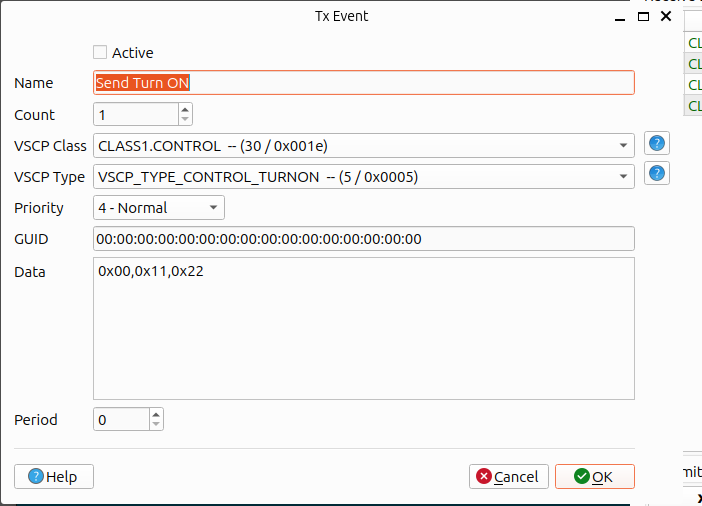 Tx Event
Active
Name Send Turn ON
Count 1
VSCP Class CLASS1.CONTROL -- (30 / 0x001e)
VSCP Type VSCP_TYPE_CONTROL_TURNON -- (5 / 0x0005)
Priority 4 - Normal
GUID 00:00:00:00:00:00:00:00:00:00:00:00:00:00:00:00
Data 0x00,0x11,0x22
Period 0
Help Cancel OK
CL
CL
CL
CL
mit